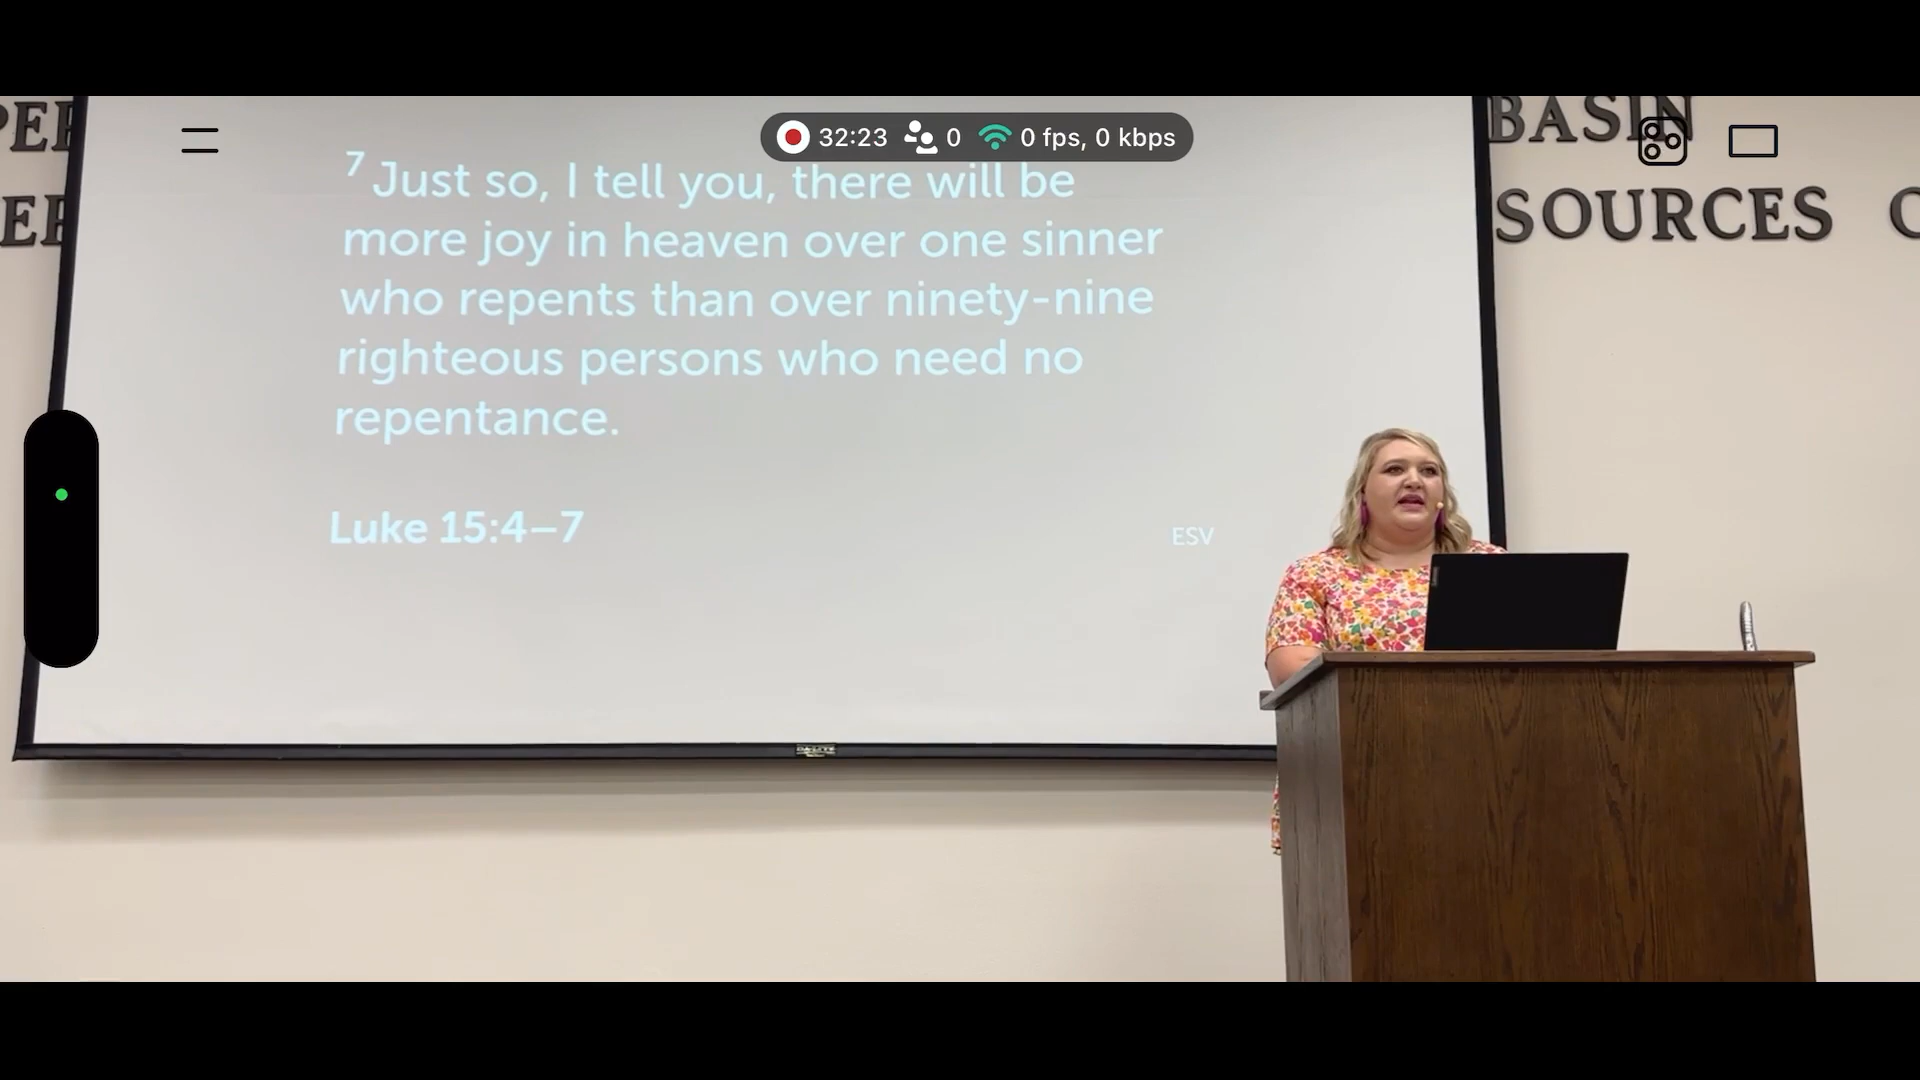 BASIN
SOURCES
32:23 0 0 fps, 0 kbps
7 Just so, I tell you, there will be
more joy in heaven over one sinner
who repents than over ninety-nine
righteous persons who need no
repentance.
Luke 15:4–7
ESV